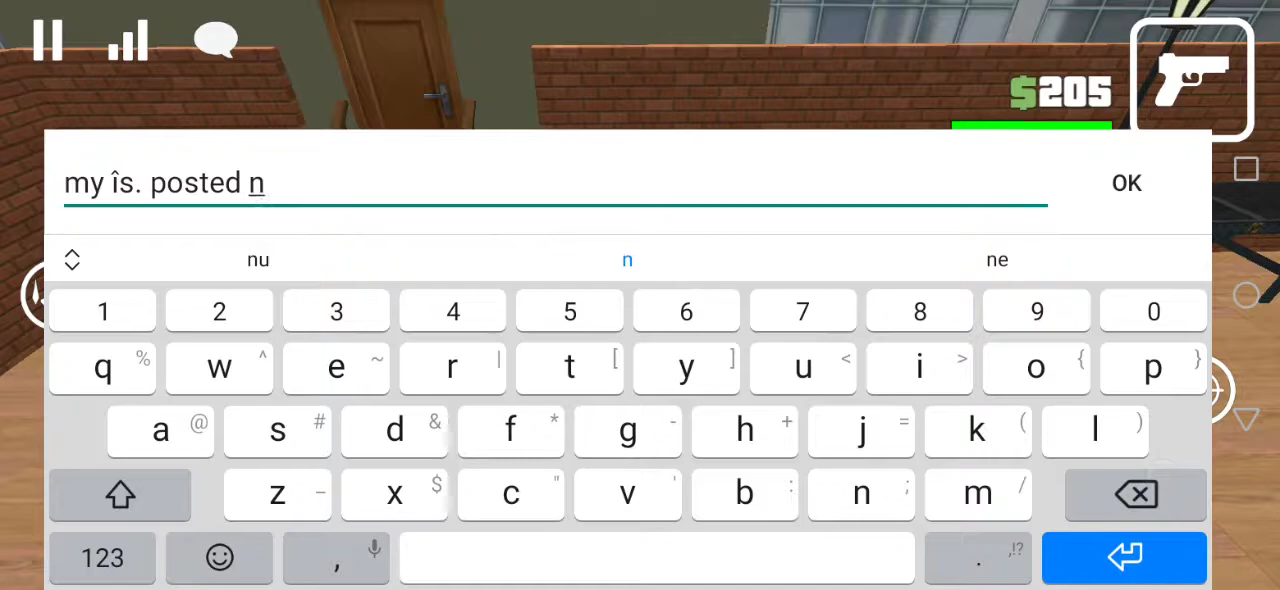 $205
my îs. posted n
OK
nu n ne
1 2 3 4 5 6 7 8 9 0
q % w ^ e ~ r | t [ y ] u < i > o { p }
a @ s # d & f * g - h + j = k ( l )
z _ x $ c " v ' b : n ; m /
123 , . ,!?